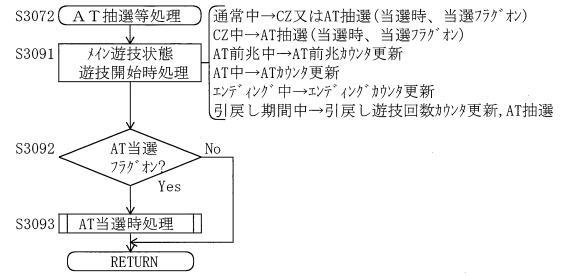 S3072 ＡＴ抽選等処理
通常中→CZ又はAT抽選(当選時、当選ﾌﾗｸﾞｵﾝ)
CZ中→AT抽選(当選時、当選ﾌﾗｸﾞｵﾝ)
S3091 ﾒｲﾝ遊技状態
遊技開始時処理
AT前兆中→AT前兆ｶｳﾝﾀ更新
AT中→ATｶｳﾝﾀ更新
ｴﾝﾃﾞｨﾝｸﾞ中→ｴﾝﾃﾞｨﾝｸﾞｶｳﾝﾀ更新
引戻し期間中→引戻し遊技回数ｶｳﾝﾀ更新,AT抽選
S3092 AT当選
ﾌﾗｸﾞｵﾝ?
No
Yes
S3093 AT当選時処理
RETURN